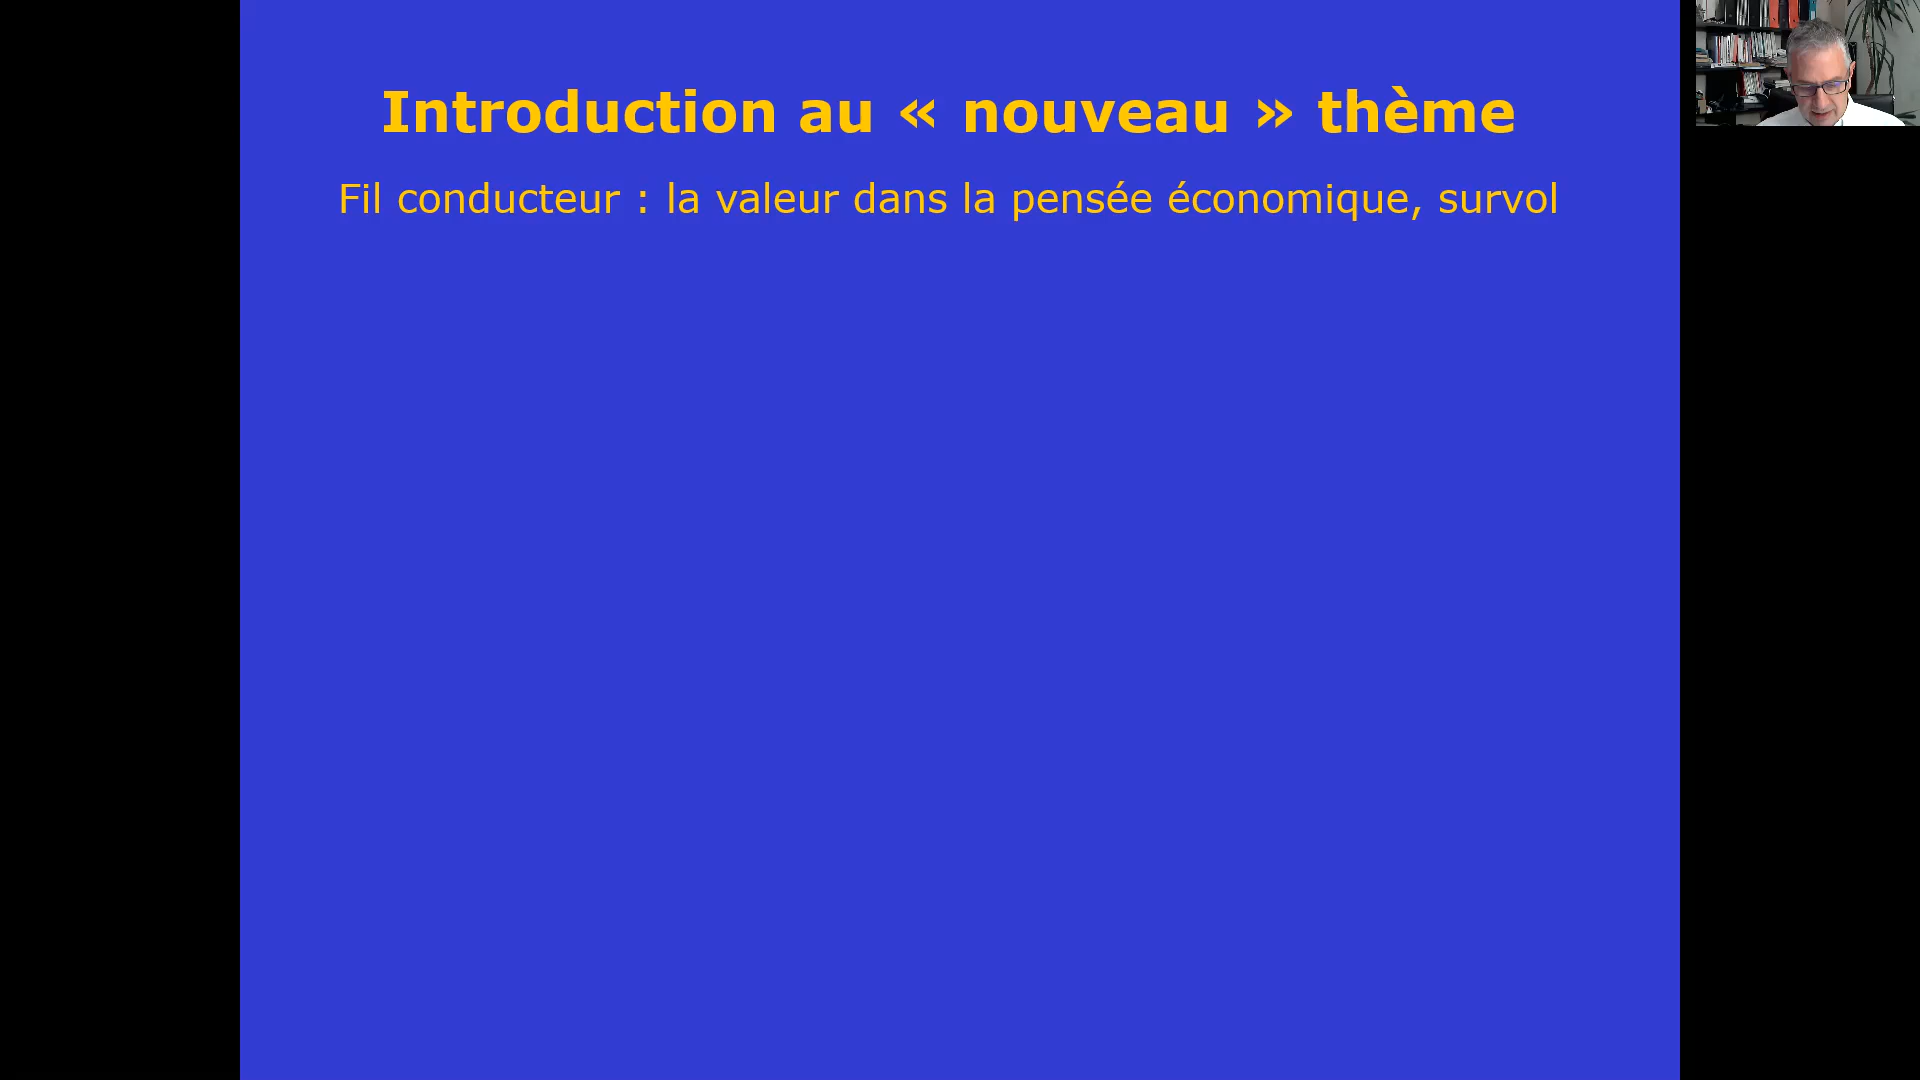 Introduction au « nouveau » thème
Fil conducteur : la valeur dans la pensée économique, survol